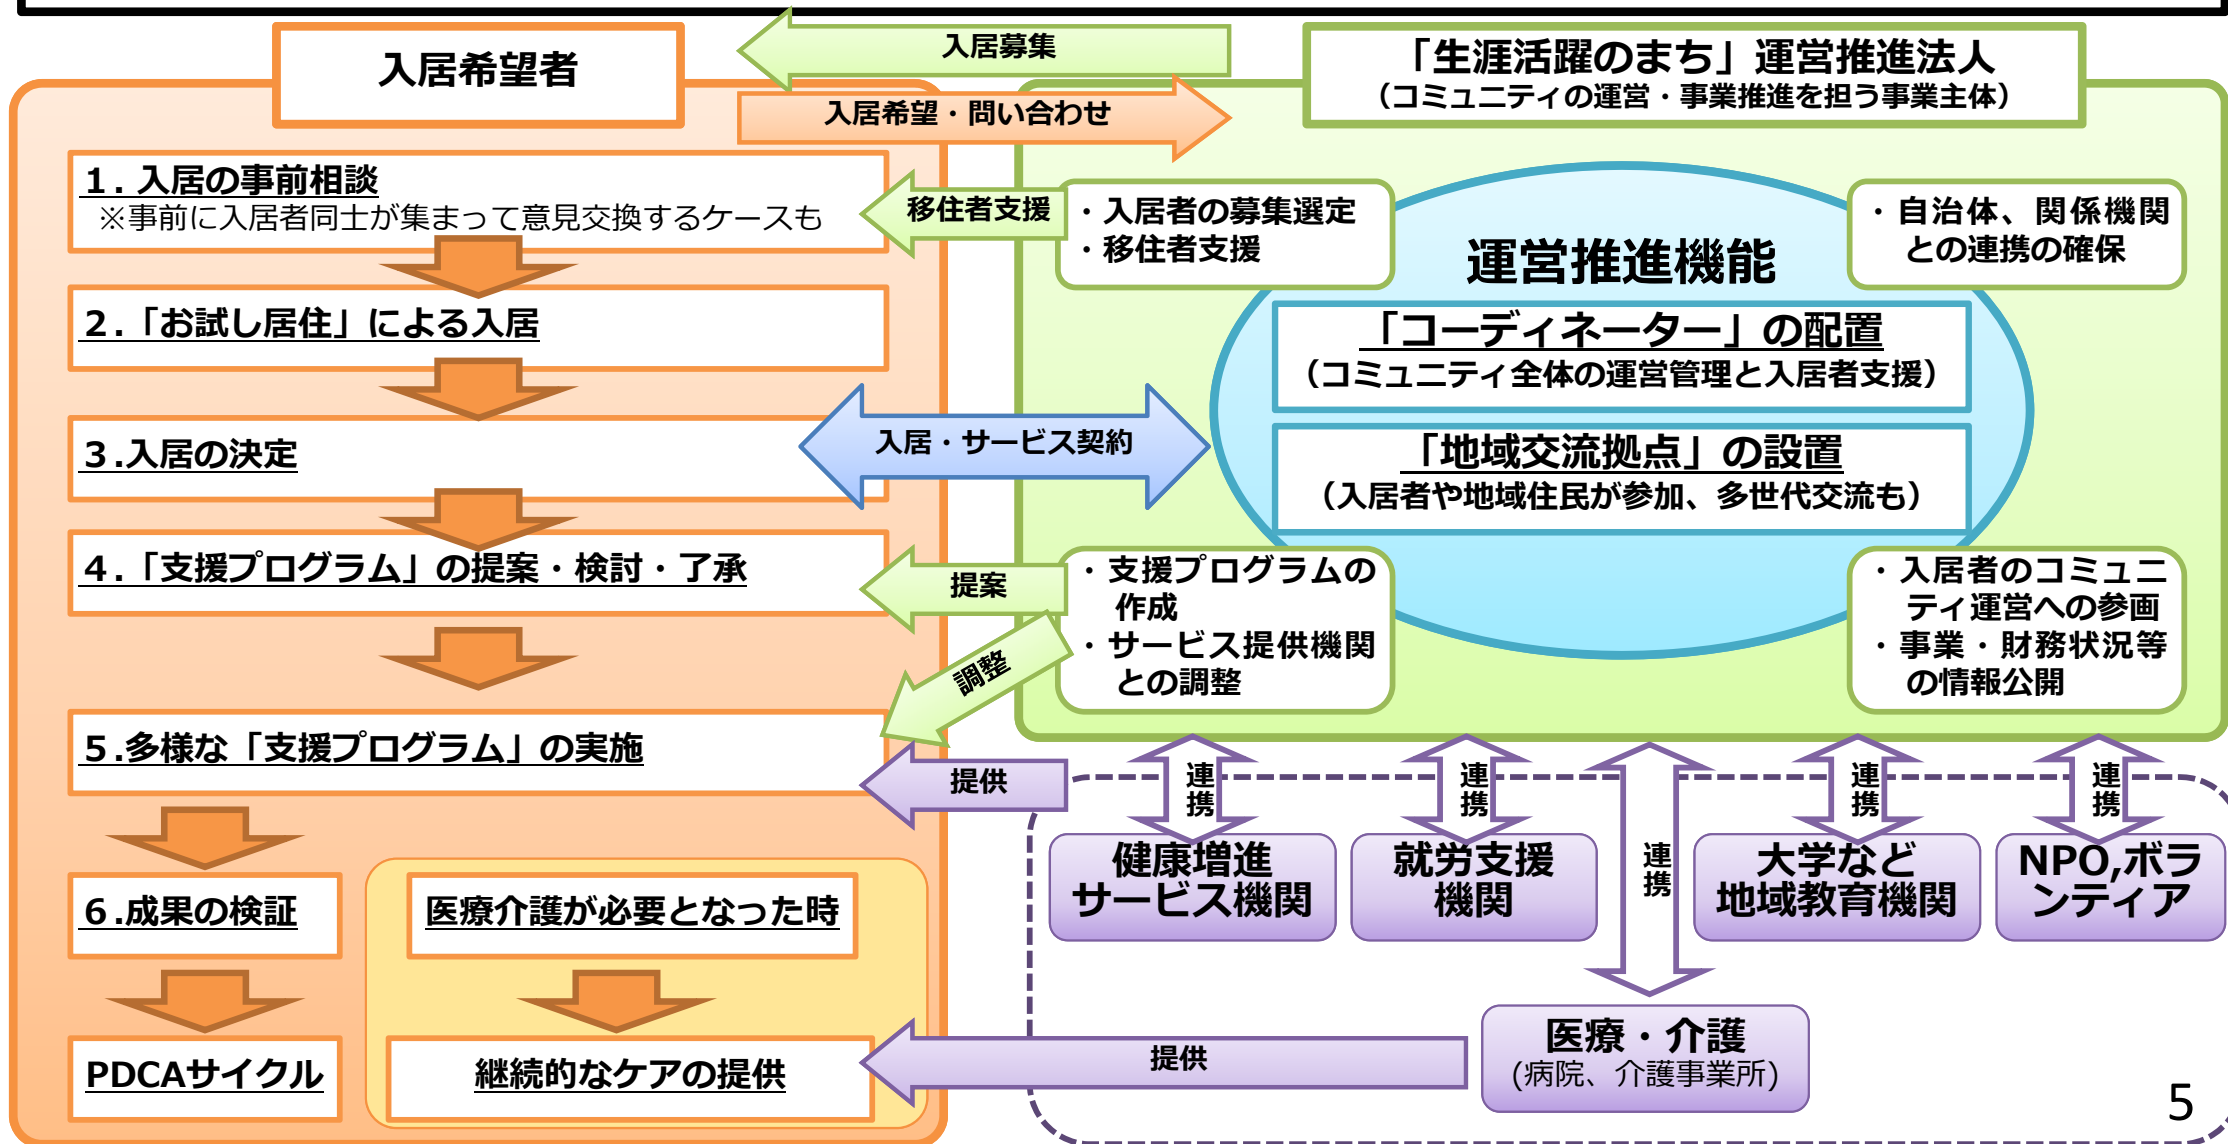 入居希望者
入居募集
入居希望・問い合わせ
「生涯活躍のまち」運営推進法人
（コミュニティの運営・事業推進を担う事業主体）
１．入居の事前相談
※事前に入居者同士が集まって意見交換するケースも
移住者支援
・入居者の募集選定
・移住者支援
運営推進機能
・自治体、関係機関
との連携の確保
２．「お試し居住」による入居
「コーディネーター」の配置
（コミュニティ全体の運営管理と入居者支援）
３.入居の決定
入居・サービス契約
「地域交流拠点」の設置
（入居者や地域住民が参加、多世代交流も）
４．「支援プログラム」の提案・検討・了承
提案
・支援プログラムの
作成
・サービス提供機関
との調整
・入居者のコミュニ
ティ運営への参画
・事業・財務状況等
の情報公開
調整
５.多様な「支援プログラム」の実施
提供
連携
連携
連携
連携
連携
健康増進
サービス機関
就労支援
機関
大学など
地域教育機関
NPO,ボラ
ンティア
６.成果の検証
医療介護が必要となった時
PDCAサイクル
継続的なケアの提供
提供
医療・介護
(病院、介護事業所)
5